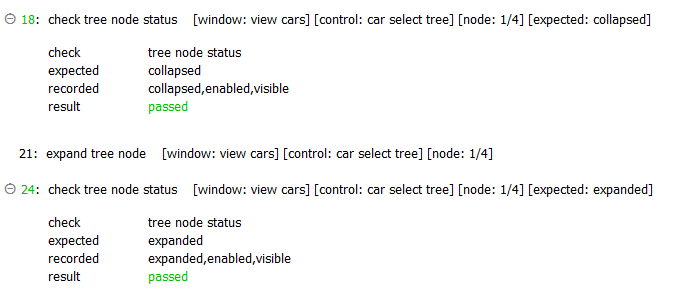 18: check tree node status [window: view cars] [control: car select tree] [node: 1/4] [expected: collapsed]
check tree node status
expected collapsed
recorded collapsed,enabled,visible
result passed
21: expand tree node [window: view cars] [control: car select tree] [node: 1/4]
24: check tree node status [window: view cars] [control: car select tree] [node: 1/4] [expected: expanded]
check tree node status
expected expanded
recorded expanded,enabled,visible
result passed